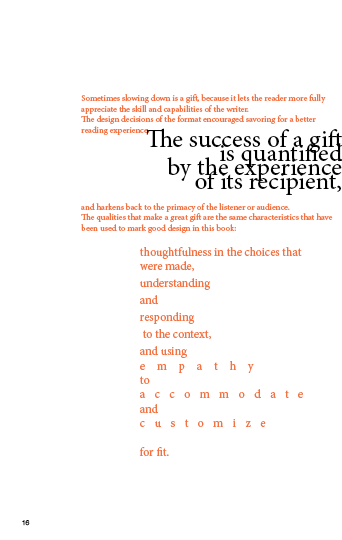 Sometimes slowing down is a gift, because it lets the reader more fully
appreciate the skill and capabilities of the writer.
The design decisions of the format encouraged savoring for a better
reading experience.
The success of a gift
is quantified
by the experience
of its recipient,
and harkens back to the primacy of the listener or audience.
The qualities that make a great gift are the same characteristics that have
been used to mark good design in this book:
thoughtfulness in the choices that
were made,
understanding
and
responding
to the context,
and using
e m p a t h y
to
a c c o m m o d a t e
and
c u s t o m i z e
for fit.
16